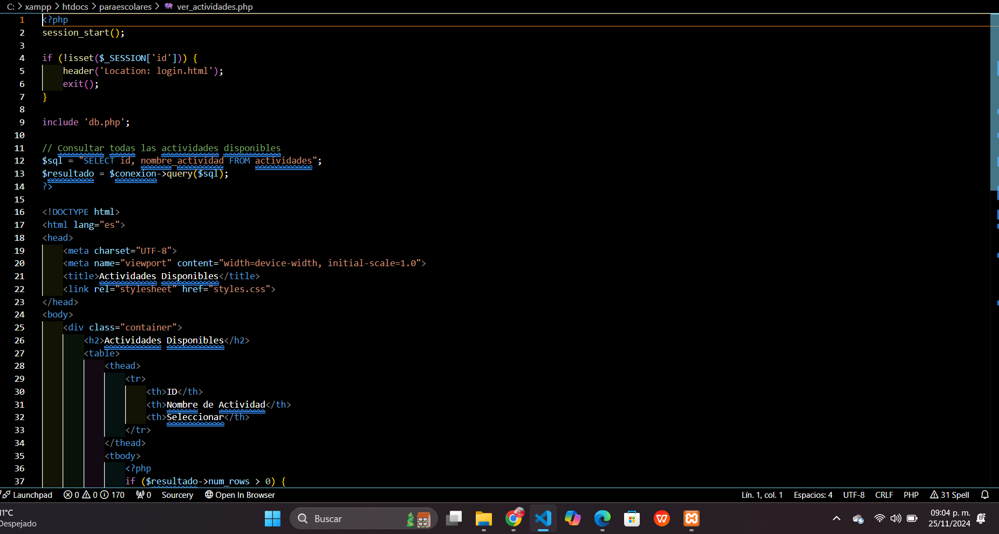 C: > xampp > htdocs > paraescolares > ver_actividades.php
1 <?php
2 session_start();
3
4 if (!isset($_SESSION['id'])) {
5     header('Location: login.html');
6     exit();
7 }
8
9 include 'db.php';
10
11 // Consultar todas las actividades disponibles
12 $sql = "SELECT id, nombre_actividad FROM actividades";
13 $resultado = $conexion->query($sql);
14 ?>
15
16 <!DOCTYPE html>
17 <html lang="es">
18 <head>
19     <meta charset="UTF-8">
20     <meta name="viewport" content="width=device-width, initial-scale=1.0">
21     <title>Actividades Disponibles</title>
22     <link rel="stylesheet" href="styles.css">
23 </head>
24 <body>
25     <div class="container">
26         <h2>Actividades Disponibles</h2>
27         <table>
28             <thead>
29                 <tr>
30                     <th>ID</th>
31                     <th>Nombre de Actividad</th>
32                     <th>Seleccionar</th>
33                 </tr>
34             </thead>
35             <tbody>
36                 <?php
37                 if ($resultado->num_rows > 0) {
Launchpad 0 0 170 0 Sourcery Open In Browser Lín. 1, col. 1 Espacios: 4 UTF-8 CRLF PHP 31 Spell
11°C
Despejado
Buscar
09:04 p. m.
25/11/2024